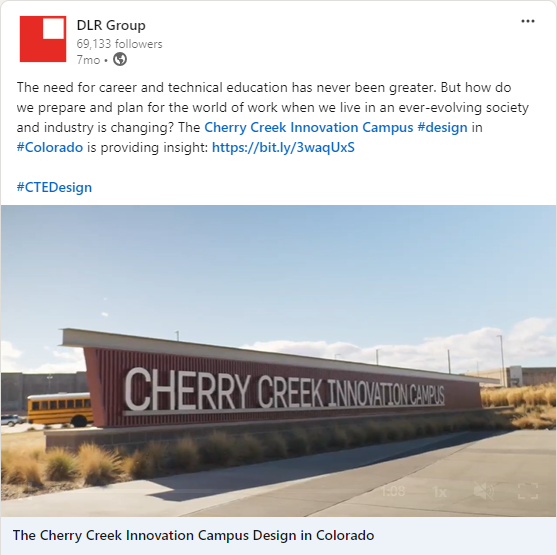 DLR Group
69,133 followers
7mo •
The need for career and technical education has never been greater. But how do
we prepare and plan for the world of work when we live in an ever-evolving society
and industry is changing? The Cherry Creek Innovation Campus #design in
#Colorado is providing insight: https://bit.ly/3waqUxS
#CTEDesign
CHERRY CREEK INNOVATION CAMPUS
1:08 1x
The Cherry Creek Innovation Campus Design in Colorado